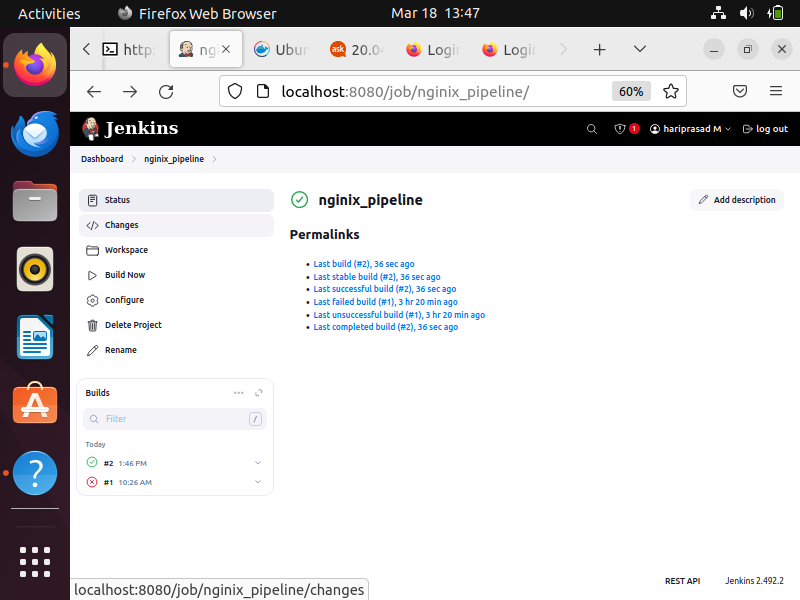 Activities
Firefox Web Browser
Mar 18 13:47
http:
ng
Ubun
ask
20.04
Login
Login
localhost:8080/job/nginix_pipeline/
60%
Jenkins
1
hariprasad M
log out
Dashboard
nginix_pipeline
Status
Changes
Workspace
Build Now
Configure
Delete Project
Rename
Builds
Filter
/
Today
#2 1:46 PM
#1 10:26 AM
nginix_pipeline
Add description
Permalinks
Last build (#2), 36 sec ago
Last stable build (#2), 36 sec ago
Last successful build (#2), 36 sec ago
Last failed build (#1), 3 hr 20 min ago
Last unsuccessful build (#1), 3 hr 20 min ago
Last completed build (#2), 36 sec ago
REST API
Jenkins 2.492.2
localhost:8080/job/nginix_pipeline/changes